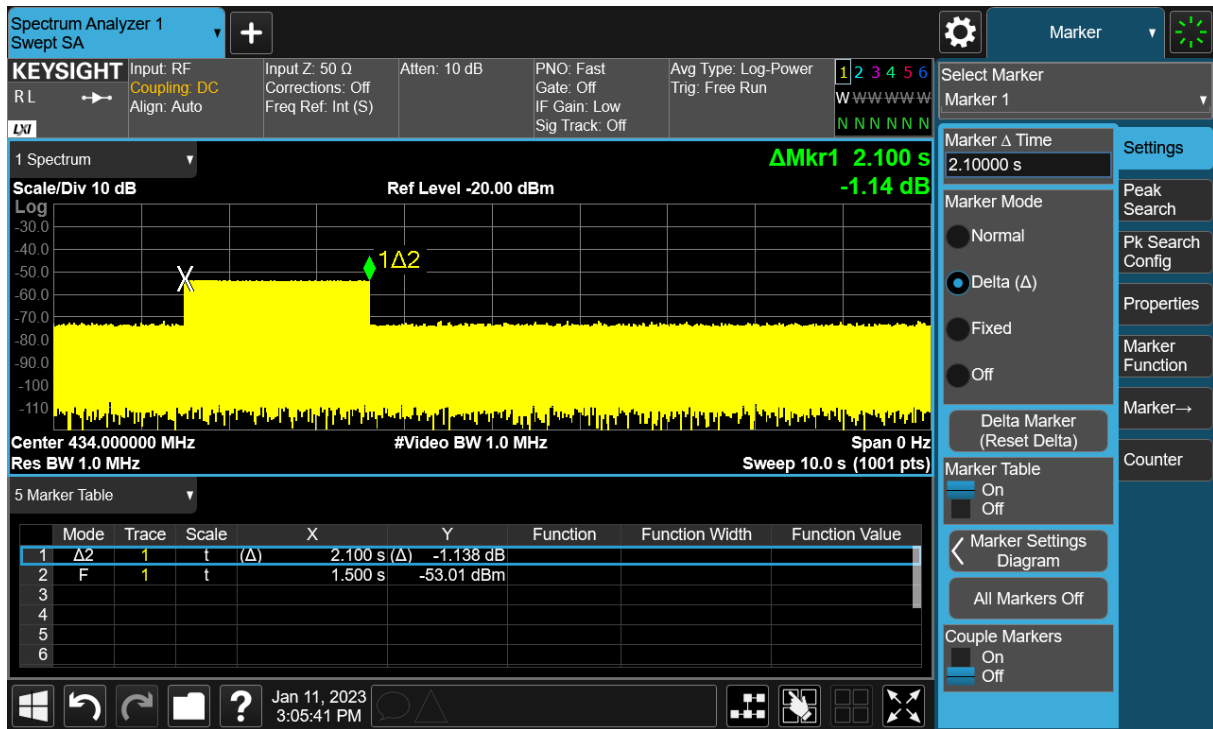 Spectrum Analyzer 1
Swept SA
+
Marker
KEYSIGHT
RL
LXI
Input: RF
Coupling: DC
Align: Auto
Input Z: 50 Ω
Corrections: Off
Freq Ref: Int (S)
Atten: 10 dB
PNO: Fast
Gate: Off
IF Gain: Low
Sig Track: Off
Avg Type: Log-Power
Trig: Free Run
1 2 3 4 5 6
W W W W W W
N N N N N N
Select Marker
Marker 1
1 Spectrum
ΔMkr1 2.100 s
-1.14 dB
Scale/Div 10 dB
Ref Level -20.00 dBm
Log
-30.0
-40.0
-50.0
-60.0
-70.0
-80.0
-90.0
-100
-110
X
1Δ2
Center 434.000000 MHz
#Video BW 1.0 MHz
Span 0 Hz
Res BW 1.0 MHz
Sweep 10.0 s (1001 pts)
5 Marker Table
Mode Trace Scale X Y Function Function Width Function Value
1 Δ2 1 t (Δ) 2.100 s (Δ) -1.138 dB
2 F 1 t 1.500 s -53.01 dBm
3
4
5
6
Marker Δ Time
2.10000 s
Marker Mode
Normal
Delta (Δ)
Fixed
Off
Delta Marker
(Reset Delta)
Marker Table
On
Off
Marker Settings
Diagram
All Markers Off
Couple Markers
On
Off
Settings
Peak
Search
Pk Search
Config
Properties
Marker
Function
Marker→
Counter
?
Jan 11, 2023
3:05:41 PM